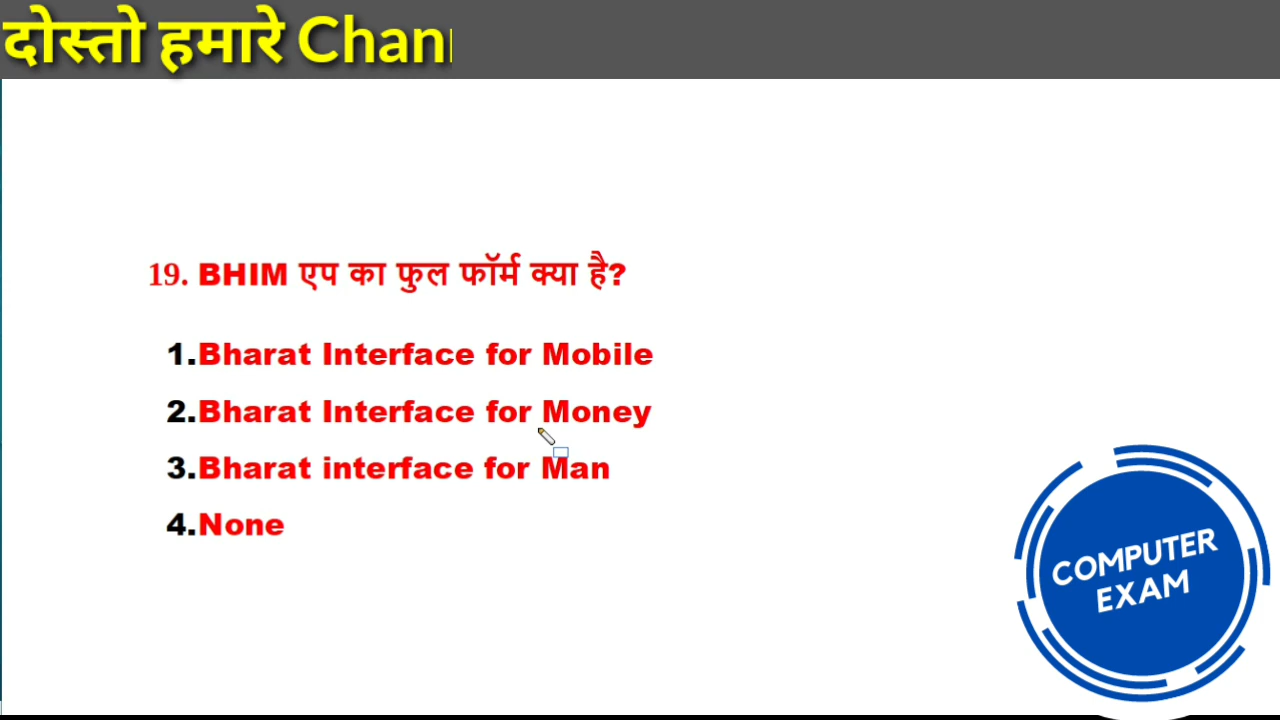 दोस्तो हमारे
19. BHIM एप का फुल फॉर्म क्या है?
1.Bharat Interface for Mobile
2.Bharat Interface for Money
3.Bharat interface for Man
4.None
COMPUTER
EXAM